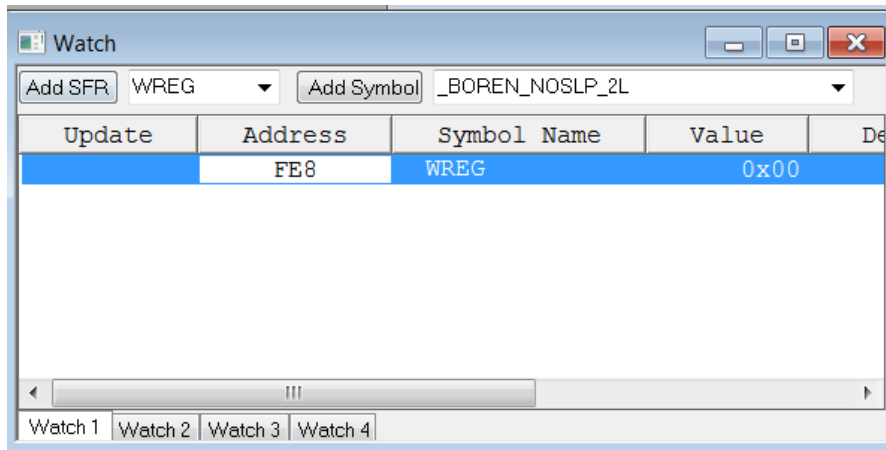 Watch
Add SFR WREG Add Symbol _BOREN_NOSLP_2L
Update Address Symbol Name Value De
FE8 WREG 0x00
Watch 1 Watch 2 Watch 3 Watch 4